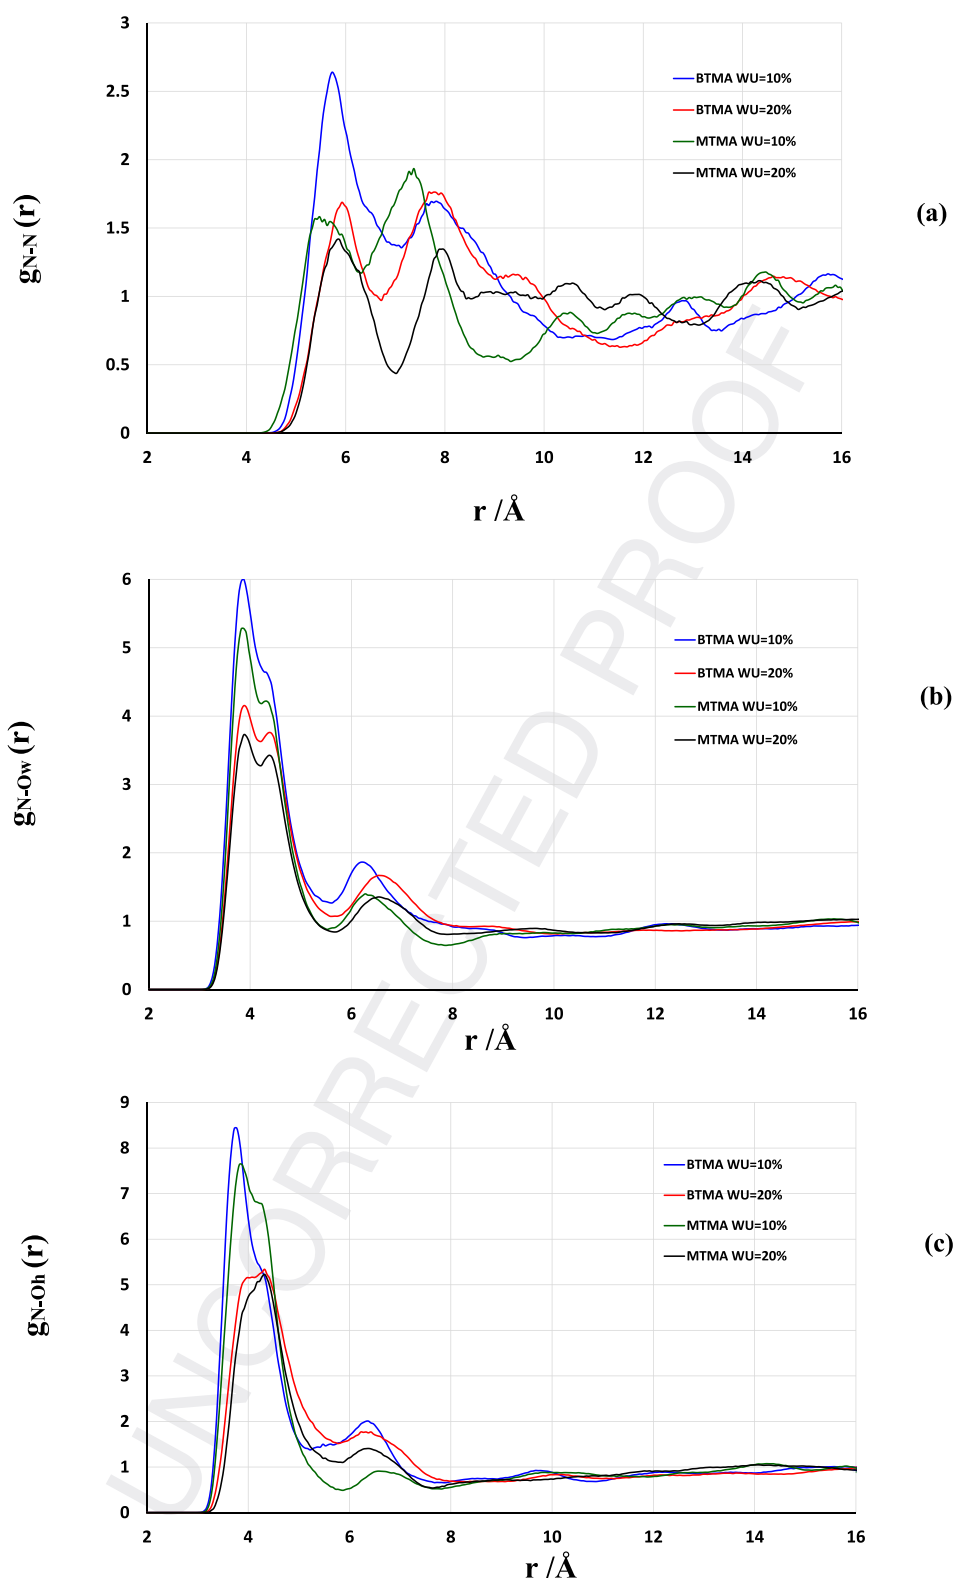 3
2.5
2
1.5
1
0.5
0
2 4 6 8 10 12 14 16
gN-N (r)
r /Å
BTMA WU=10%
BTMA WU=20%
MTMA WU=10%
MTMA WU=20%
(a)
6
5
4
3
2
1
0
2 4 6 8 10 12 14 16
gN-Ow (r)
r /Å
BTMA WU=10%
BTMA WU=20%
MTMA WU=10%
MTMA WU=20%
(b)
9
8
7
6
5
4
3
2
1
0
2 4 6 8 10 12 14 16
gN-Oh (r)
r /Å
BTMA WU=10%
BTMA WU=20%
MTMA WU=10%
MTMA WU=20%
(c)
UNCORRECTED PROOF